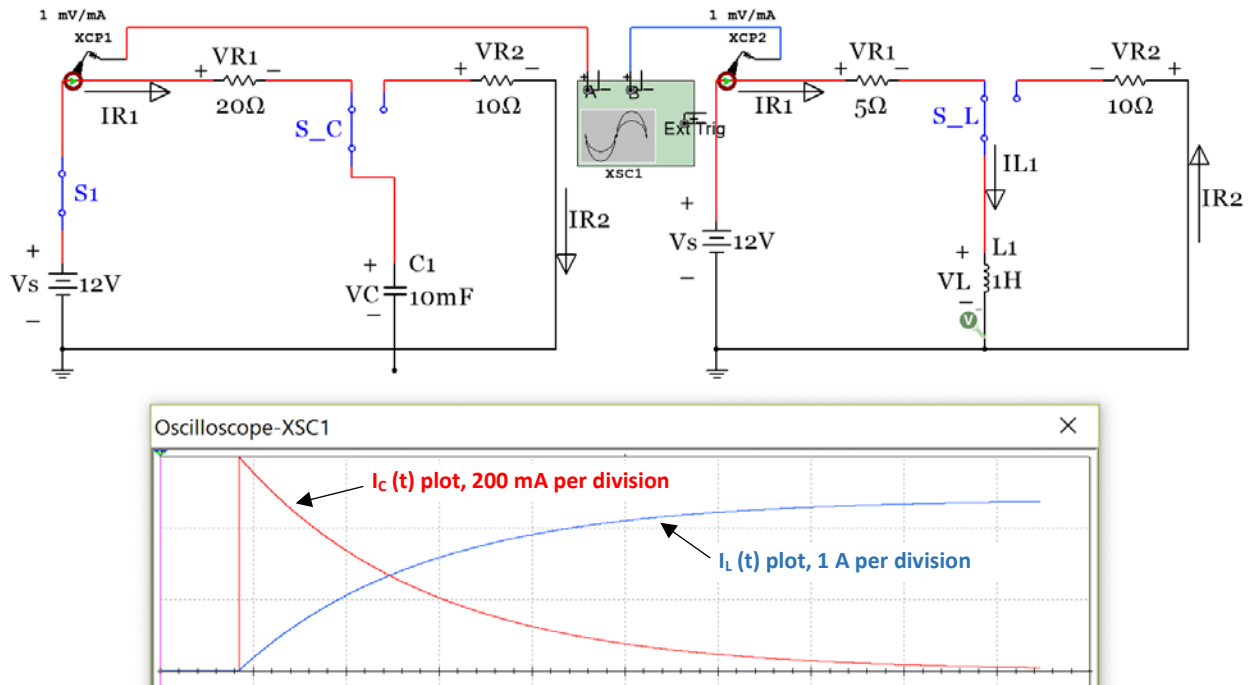 1 mV/mA
XCP1
VR1
+ −
20Ω
IR1
S1
+
Vs
12V
−
S_C
+
C1
VC
10mF
−
VR2
+ −
10Ω
IR2
A
B
Ext Trig
XSC1
1 mV/mA
XCP2
VR1
+ −
5Ω
IR1
+
Vs
12V
−
S_L
IL1
+
L1
VL
1H
−
V
VR2
− +
10Ω
IR2
Oscilloscope-XSC1
IC (t) plot, 200 mA per division
IL (t) plot, 1 A per division